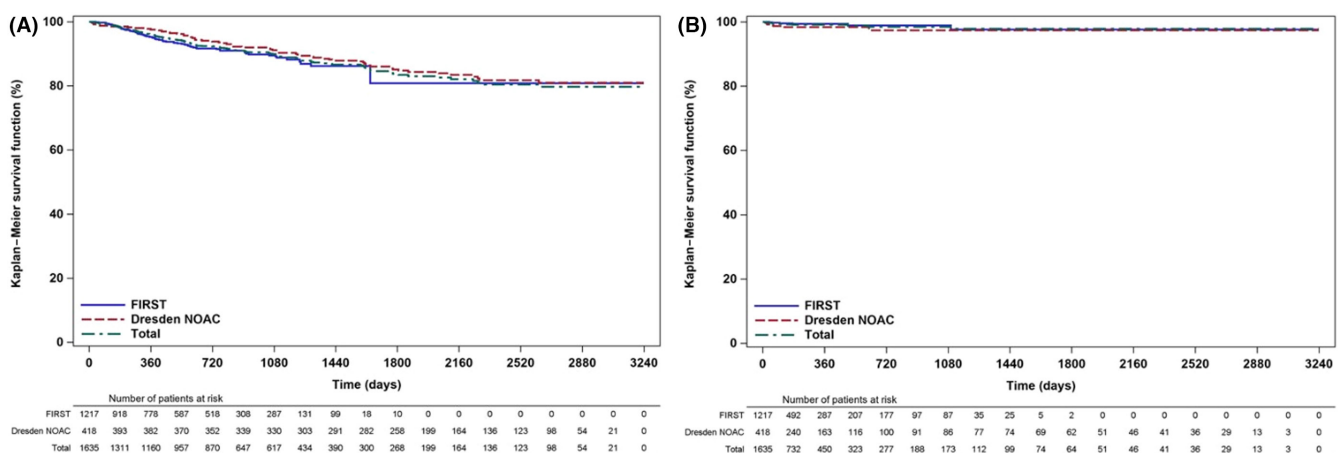 (A)
Kaplan–Meier survival function (%)
100
80
60
40
20
0
FIRST
Dresden NOAC
Total
0 360 720 1080 1440 1800 2160 2520 2880 3240
Time (days)
Number of patients at risk
FIRST 1217 918 778 587 518 308 287 131 99 18 10 0 0 0 0 0 0 0 0
Dresden NOAC 418 393 382 370 352 339 330 303 291 282 258 199 164 136 123 98 54 21 0
Total 1635 1311 1160 957 870 647 617 434 390 300 268 199 164 136 123 98 54 21 0
(B)
Kaplan–Meier survival function (%)
100
80
60
40
20
0
FIRST
Dresden NOAC
Total
0 360 720 1080 1440 1800 2160 2520 2880 3240
Time (days)
Number of patients at risk
FIRST 1217 492 287 207 177 97 87 35 25 5 2 0 0 0 0 0 0 0 0
Dresden NOAC 418 240 163 116 100 91 86 77 74 69 62 51 46 41 36 29 13 3 0
Total 1635 732 450 323 277 188 173 112 99 74 64 51 46 41 36 29 13 3 0